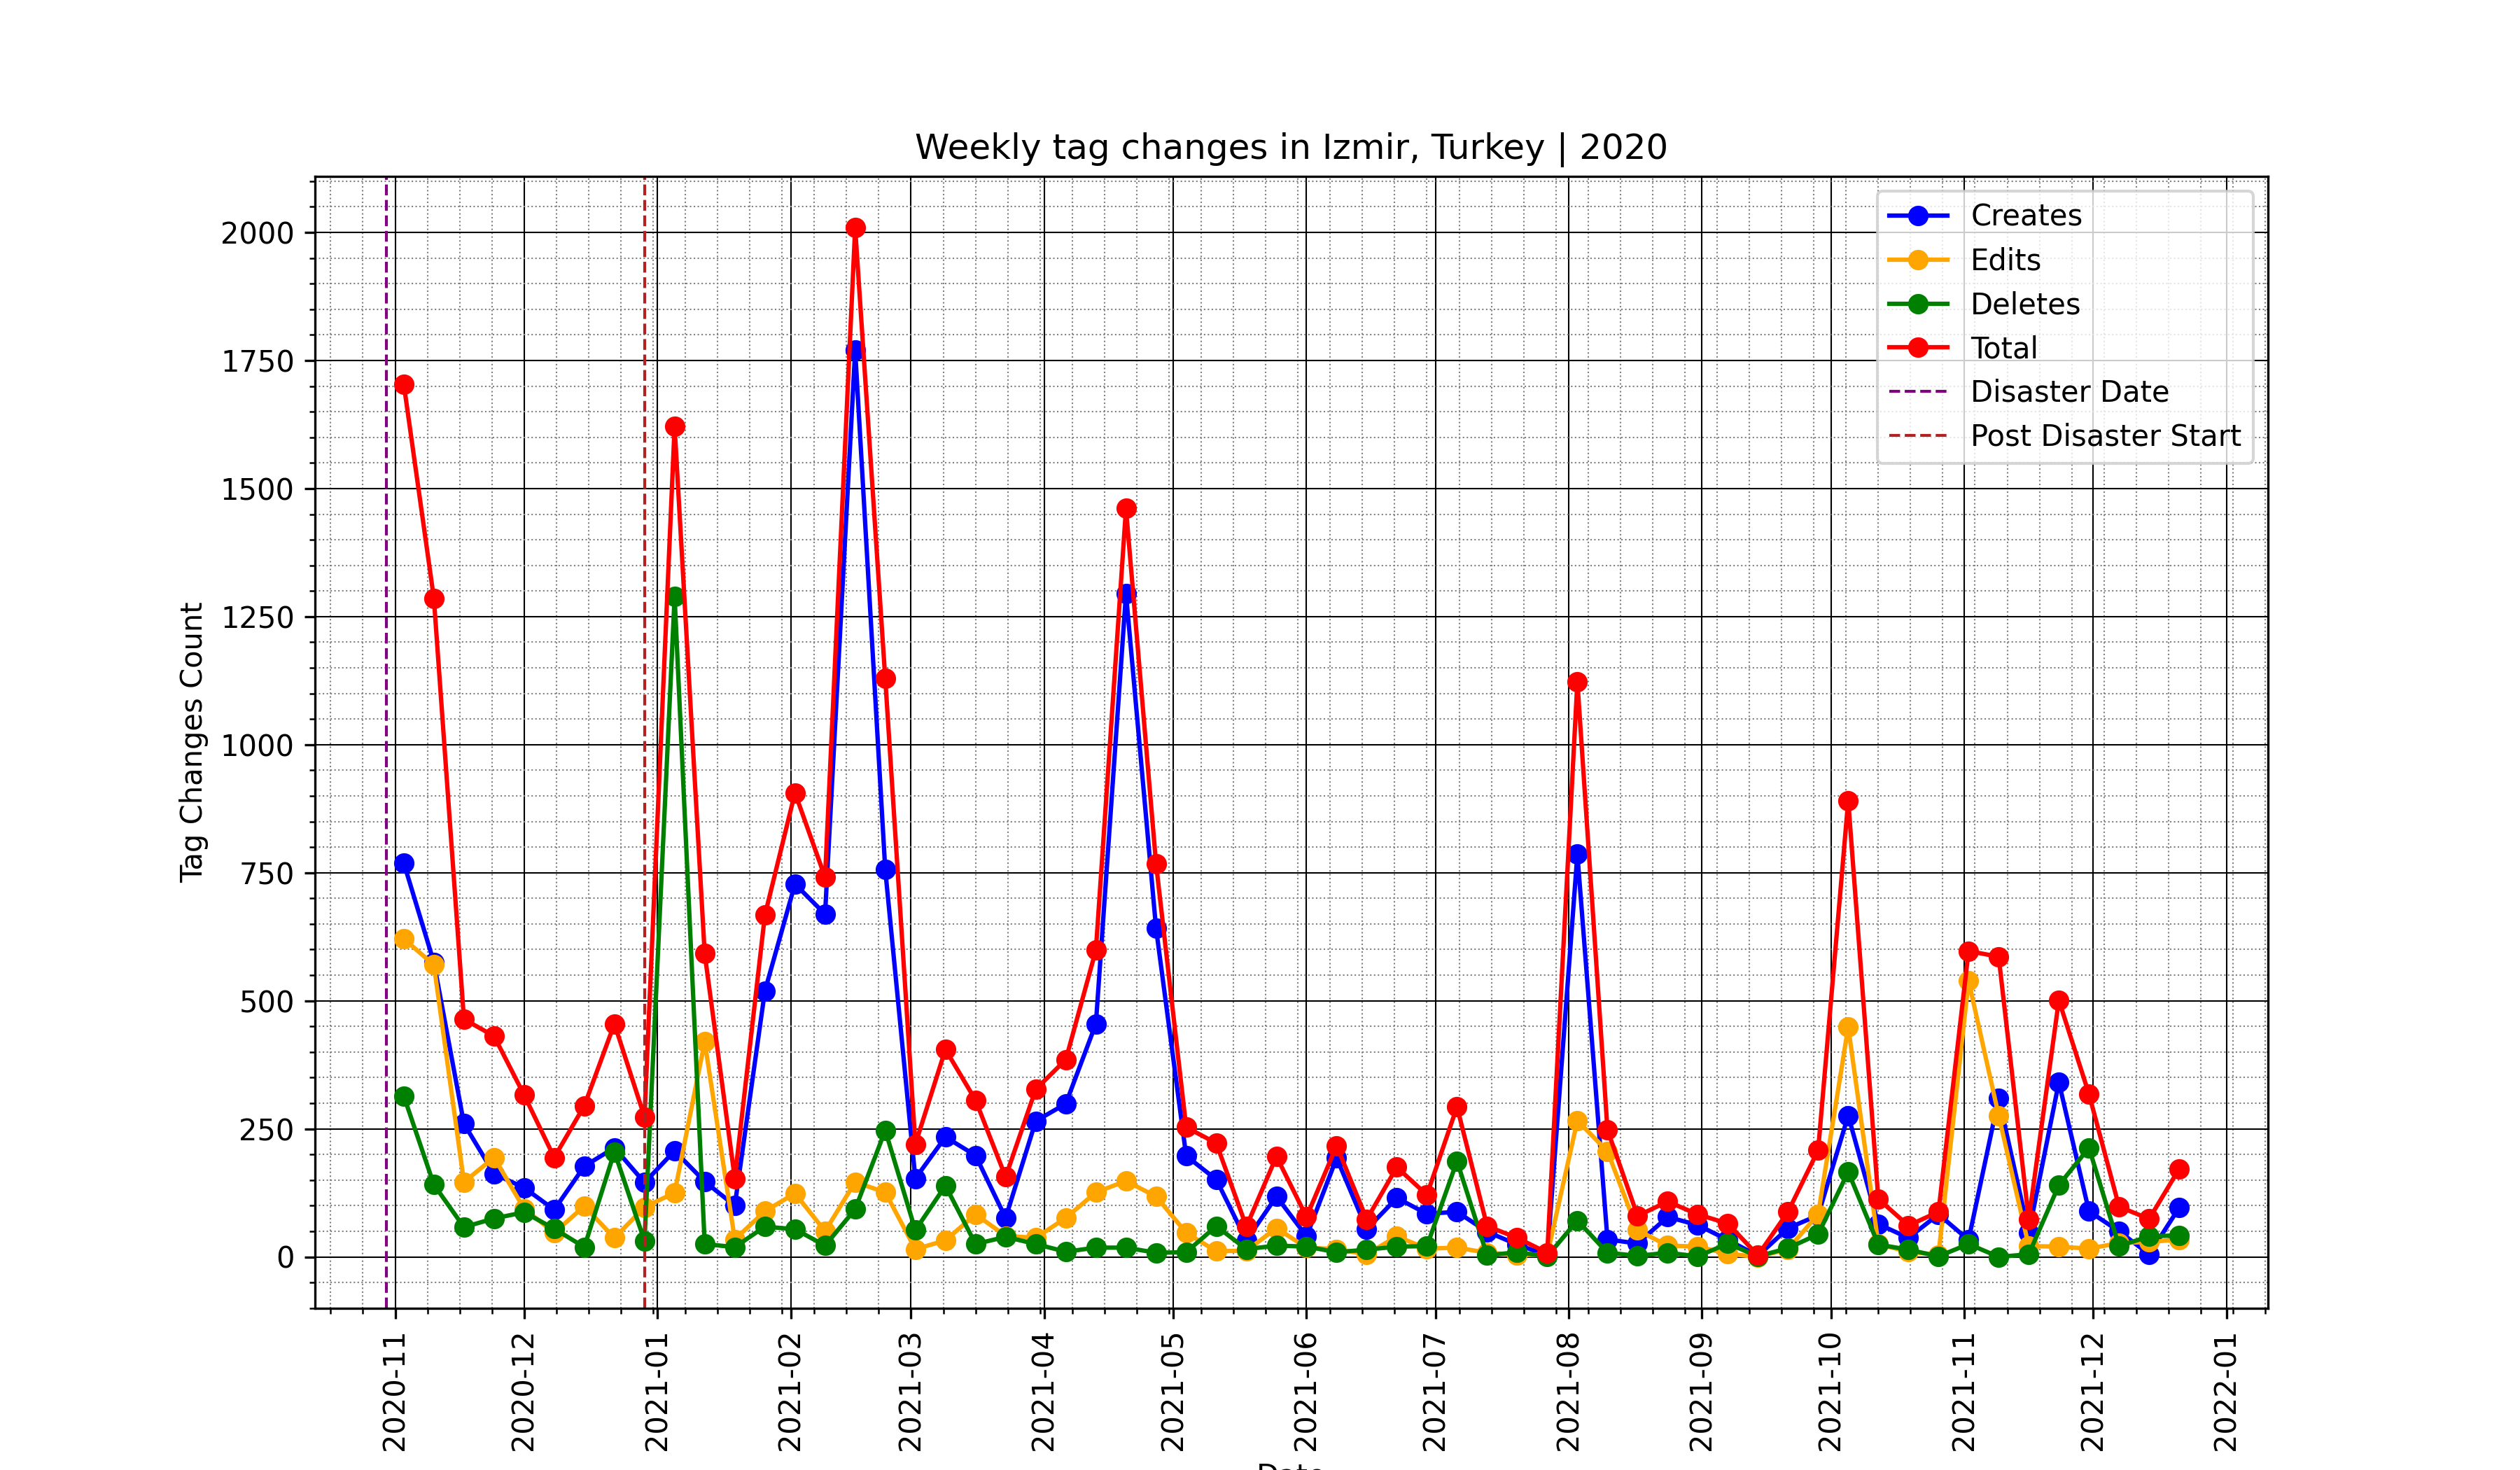 Weekly tag changes in Izmir, Turkey | 2020
Tag Changes Count
2000
1750
1500
1250
1000
750
500
250
0
Creates
Edits
Deletes
Total
Disaster Date
Post Disaster Start
2020-11
2020-12
2021-01
2021-02
2021-03
2021-04
2021-05
2021-06
2021-07
2021-08
2021-09
2021-10
2021-11
2021-12
2022-01
Date